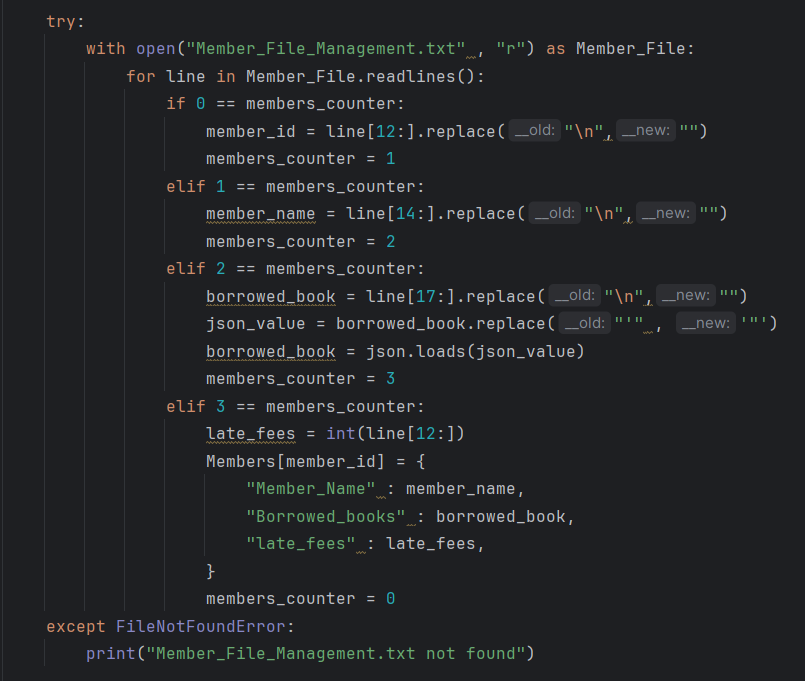 try:
    with open("Member_File_Management.txt" , "r") as Member_File:
        for line in Member_File.readlines():
            if 0 == members_counter:
                member_id = line[12:].replace( __old: "\n", __new: "")
                members_counter = 1
            elif 1 == members_counter:
                member_name = line[14:].replace( __old: "\n", __new: "")
                members_counter = 2
            elif 2 == members_counter:
                borrowed_book = line[17:].replace( __old: "\n", __new: "")
                json_value = borrowed_book.replace( __old: "'" , __new: '"')
                borrowed_book = json.loads(json_value)
                members_counter = 3
            elif 3 == members_counter:
                late_fees = int(line[12:])
                Members[member_id] = {
                    "Member_Name" : member_name,
                    "Borrowed_books" : borrowed_book,
                    "late_fees" : late_fees,
                }
                members_counter = 0
except FileNotFoundError:
    print("Member_File_Management.txt not found")